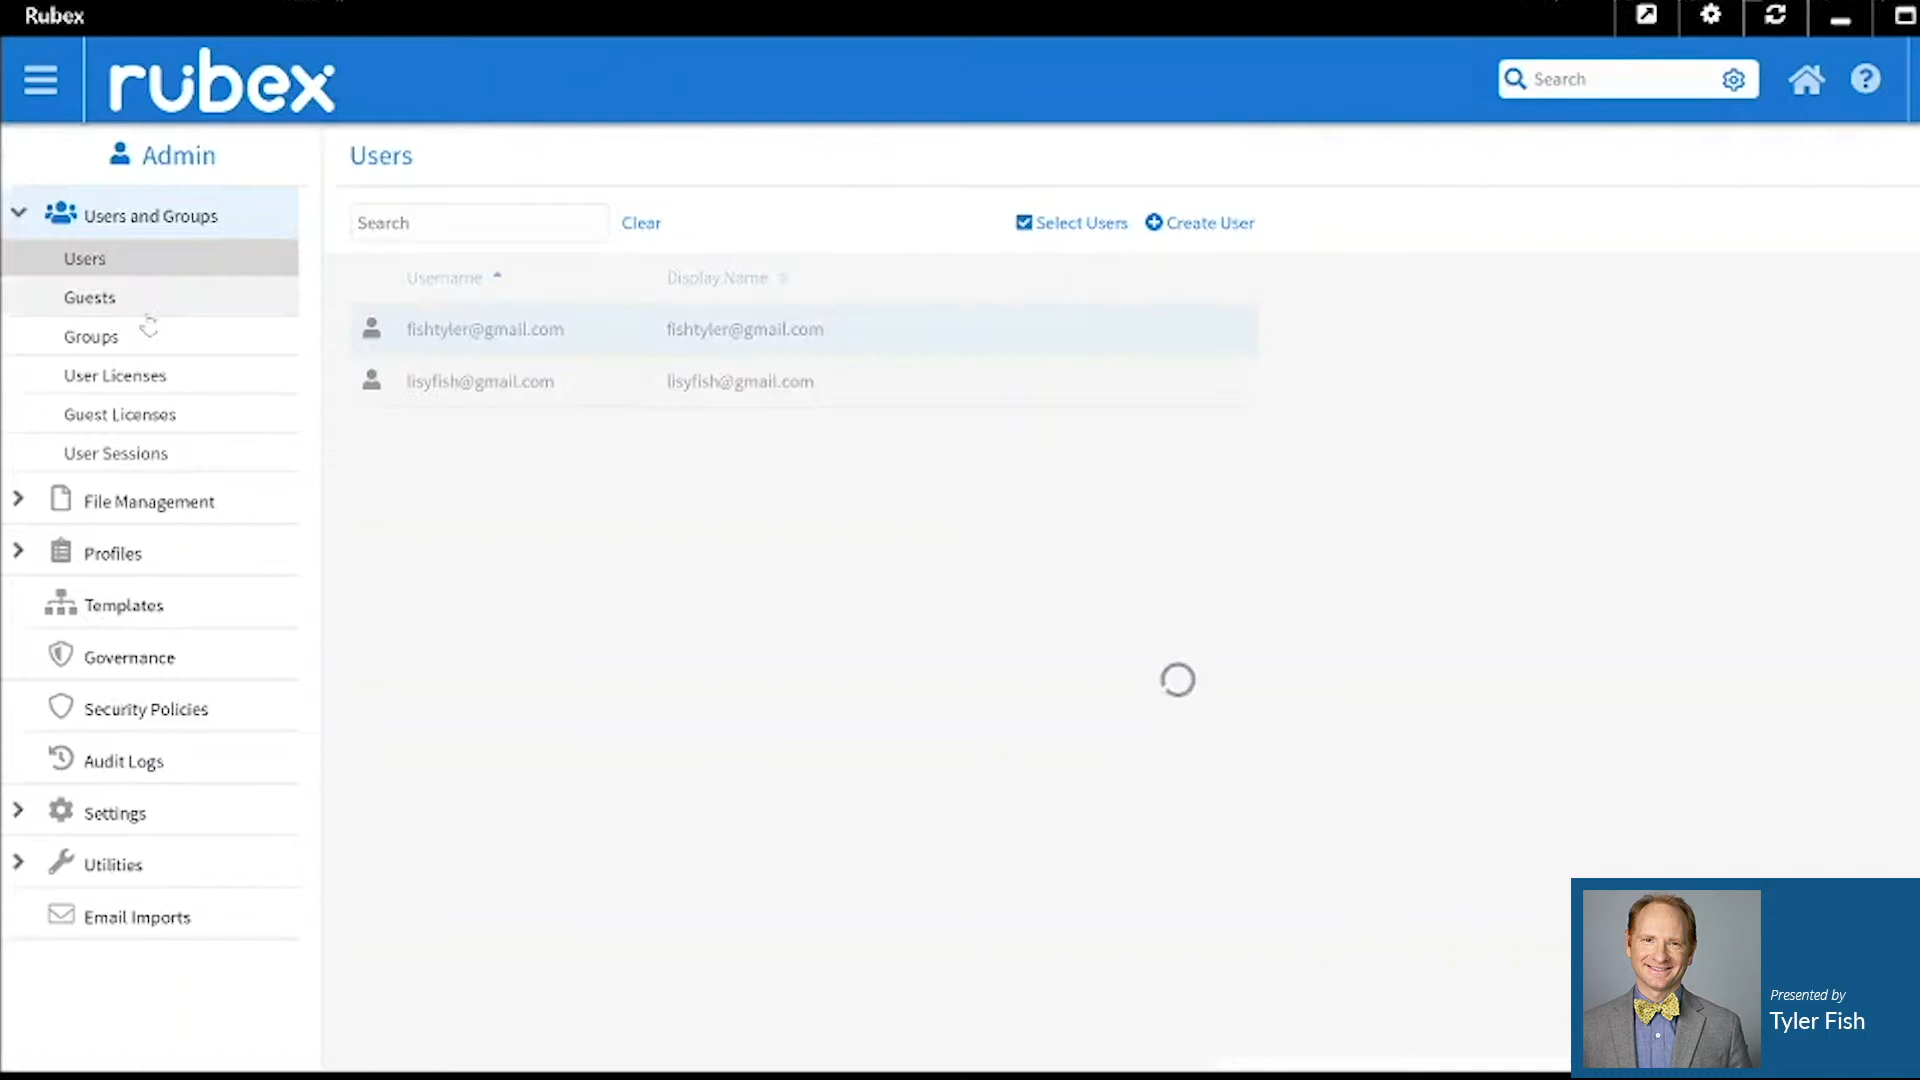 Rubex
rubex
Search
Admin
Users
Users and Groups
Search
Clear
Select Users
Create User
Users
Username
Display Name
Guests
fishtyler@gmail.com
fishtyler@gmail.com
Groups
User Licenses
lisyfish@gmail.com
lisyfish@gmail.com
Guest Licenses
User Sessions
File Management
Profiles
Templates
Governance
Security Policies
Audit Logs
Settings
Utilities
Email Imports
Presented by
Tyler Fish